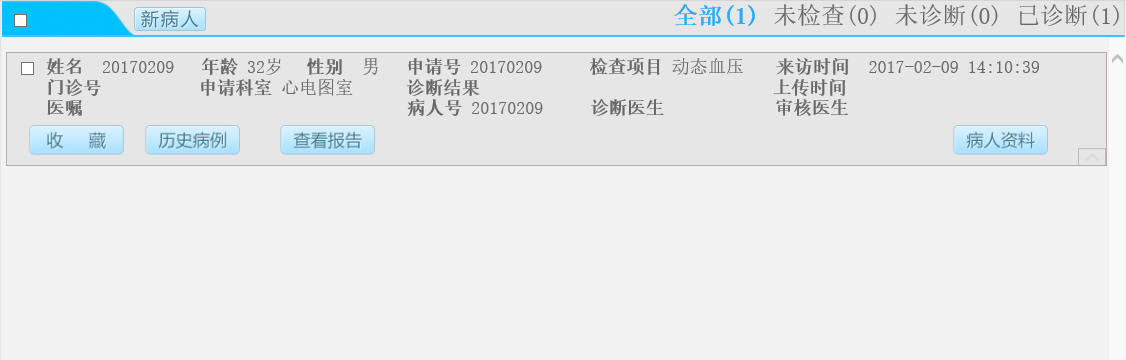 新病人 全部(1) 未检查(0) 未诊断(0) 已诊断(1)
姓名 20170209 年龄 32岁 性别 男 申请号 20170209 检查项目 动态血压 来访时间 2017-02-09 14:10:39
门诊号 申请科室 心电图室 诊断结果 上传时间
医嘱 病人号 20170209 诊断医生 审核医生
收 藏 历史病例 查看报告 病人资料